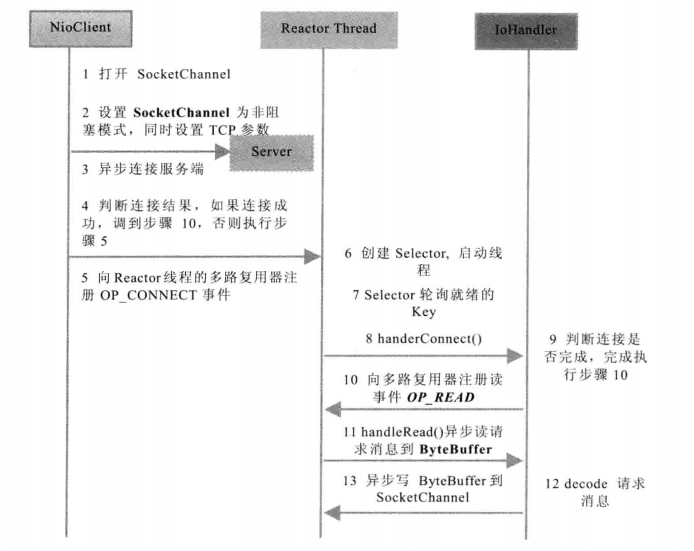 NioClient
Reactor Thread
IoHandler
1 打开 SocketChannel
2 设置 SocketChannel 为非阻
塞模式，同时设置 TCP 参数
Server
3 异步连接服务端
4 判断连接结果，如果连接成
功，调到步骤 10，否则执行步
骤 5
5 向 Reactor 线程的多路复用器注
册 OP_CONNECT 事件
6 创建 Selector, 启动线
程
7 Selector 轮询就绪的
Key
8 handerConnect()
9 判断连接是
否完成，完成执
行步骤 10
10 向多路复用器注册读
事件 OP_READ
11 handleRead()异步读请
求消息到 ByteBuffer
12 decode 请求
消息
13 异步写 ByteBuffer 到
SocketChannel